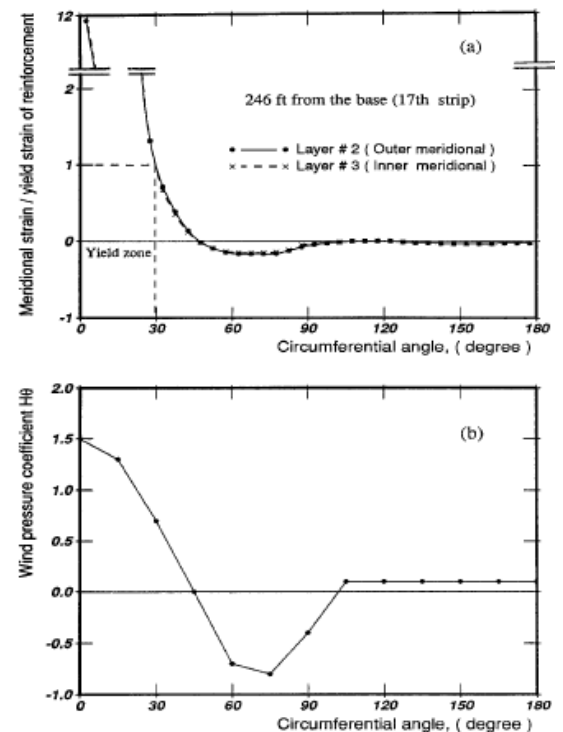 12
(a)
2
246 ft from the base (17th strip)
Layer # 2 ( Outer meridional )
Layer # 3 ( Inner meridional )
1
0
Yield zone
-1
0 30 60 90 120 150 180
Circumferential angle, ( degree )
Meridional strain / yield strain of reinforcement
2.0
(b)
1.5
1.0
0.5
0.0
-0.5
-1.0
0 30 60 90 120 150 180
Circumferential angle, ( degree )
Wind pressure coefficient Hθ